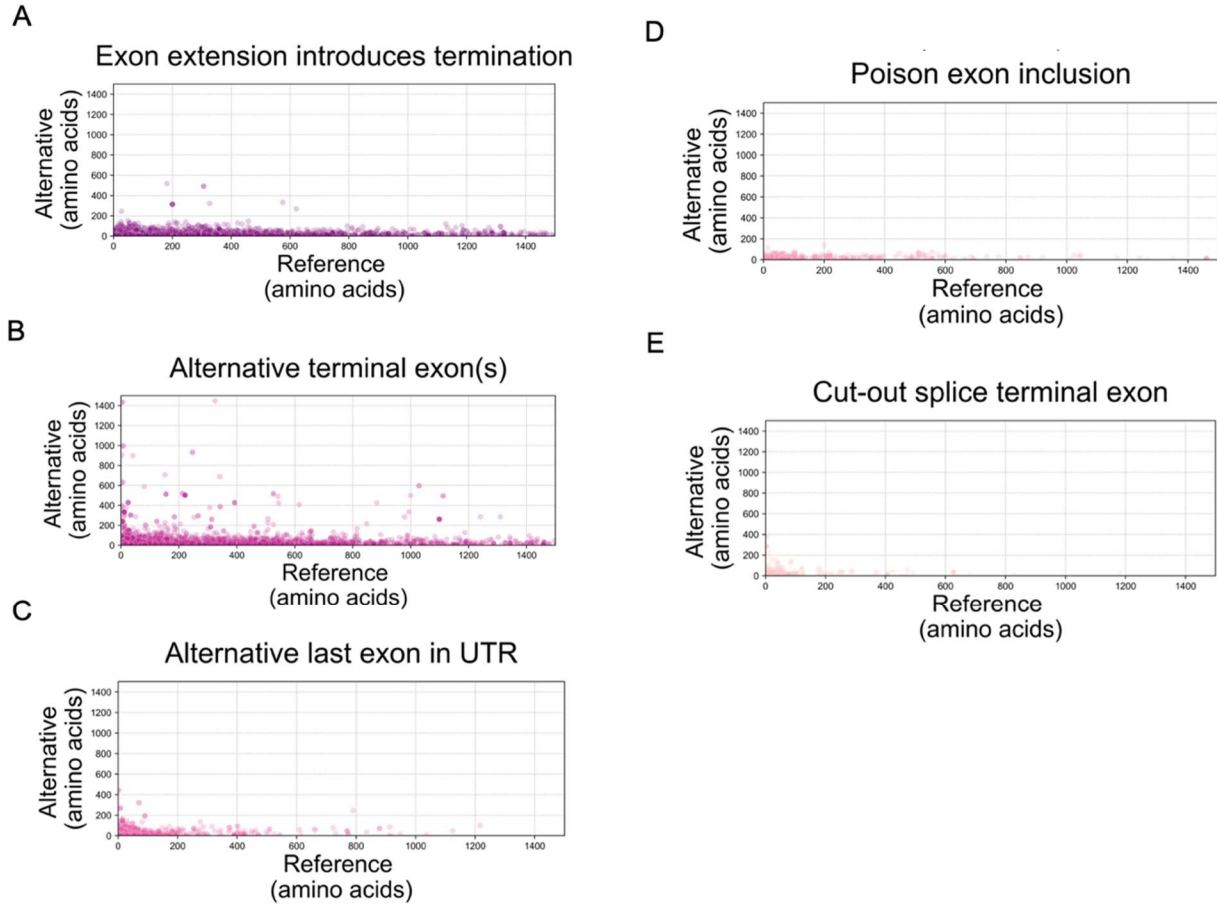 A
Exon extension introduces termination
Alternative
(amino acids)
1400
1200
1000
800
600
400
200
0
0 200 400 600 800 1000 1200 1400
Reference
(amino acids)
B
Alternative terminal exon(s)
Alternative
(amino acids)
1400
1200
1000
800
600
400
200
0
0 200 400 600 800 1000 1200 1400
Reference
(amino acids)
C
Alternative last exon in UTR
Alternative
(amino acids)
1400
1200
1000
800
600
400
200
0
0 200 400 600 800 1000 1200 1400
Reference
(amino acids)
D
Poison exon inclusion
Alternative
(amino acids)
1400
1200
1000
800
600
400
200
0
0 200 400 600 800 1000 1200 1400
Reference
(amino acids)
E
Cut-out splice terminal exon
Alternative
(amino acids)
1400
1200
1000
800
600
400
200
0
0 200 400 600 800 1000 1200 1400
Reference
(amino acids)